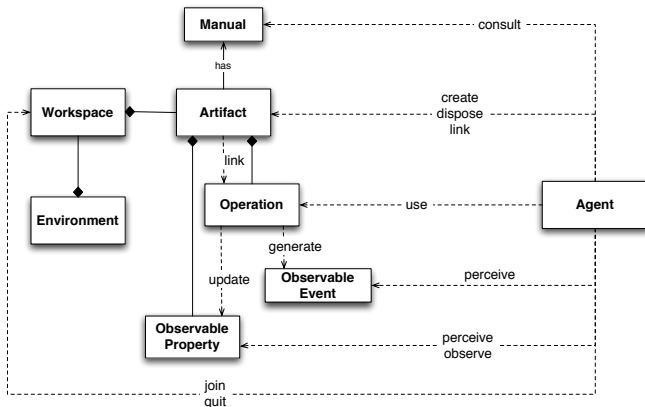 Manual
consult
has
Workspace
Artifact
create
dispose
link
link
Environment
Operation
use
Agent
generate
update
Observable
Event
perceive
Observable
Property
perceive
observe
join
quit